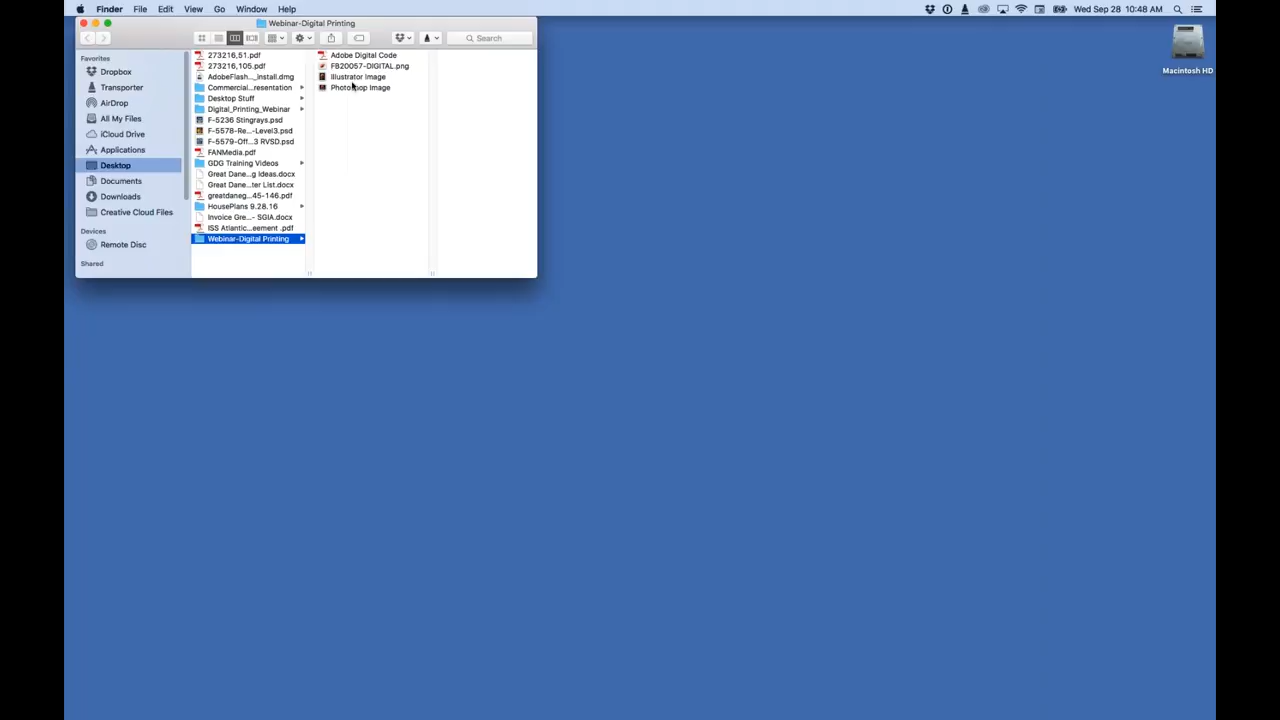 Finder File Edit View Go Window Help
Wed Sep 28 10:48 AM
Webinar-Digital Printing
Search
Macintosh HD
Favorites
Dropbox
Transporter
AirDrop
All My Files
iCloud Drive
Applications
Desktop
Documents
Downloads
Creative Cloud Files
Devices
Remote Disc
Shared
273216,51.pdf
273216,105.pdf
AdobeFlash..._install.dmg
Commercial...resentation
Desktop Stuff
Digital_Printing_Webinar
F-5236 Stingrays.psd
F-5578-Re...-Level3.psd
F-5579-Off...3 RVSD.psd
FANMedia.pdf
GDG Training Videos
Great Dane...g Ideas.docx
Great Dane...ter List.docx
greatdaneg...45-146.pdf
HousePlans 9.28.16
Invoice Gre...- SGIA.docx
ISS Atlantic...eement .pdf
Webinar-Digital Printing
Adobe Digital Code
FB20057-DIGITAL.png
Illustrator Image
Photoshop Image